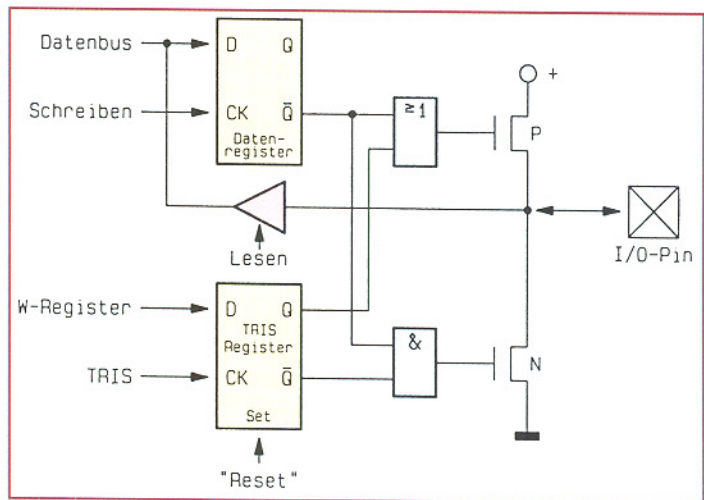 Datenbus
D Q
Schreiben
CK Q̅
Daten-
register
≥1
+
P
Lesen
I/O-Pin
W-Register
D Q
TRIS
Register
TRIS
CK Q̅
Set
&
N
"Reset"